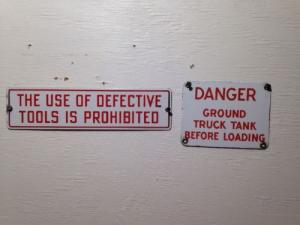 THE USE OF DEFECTIVE
TOOLS IS PROHIBITED
DANGER
GROUND
TRUCK TANK
BEFORE LOADING